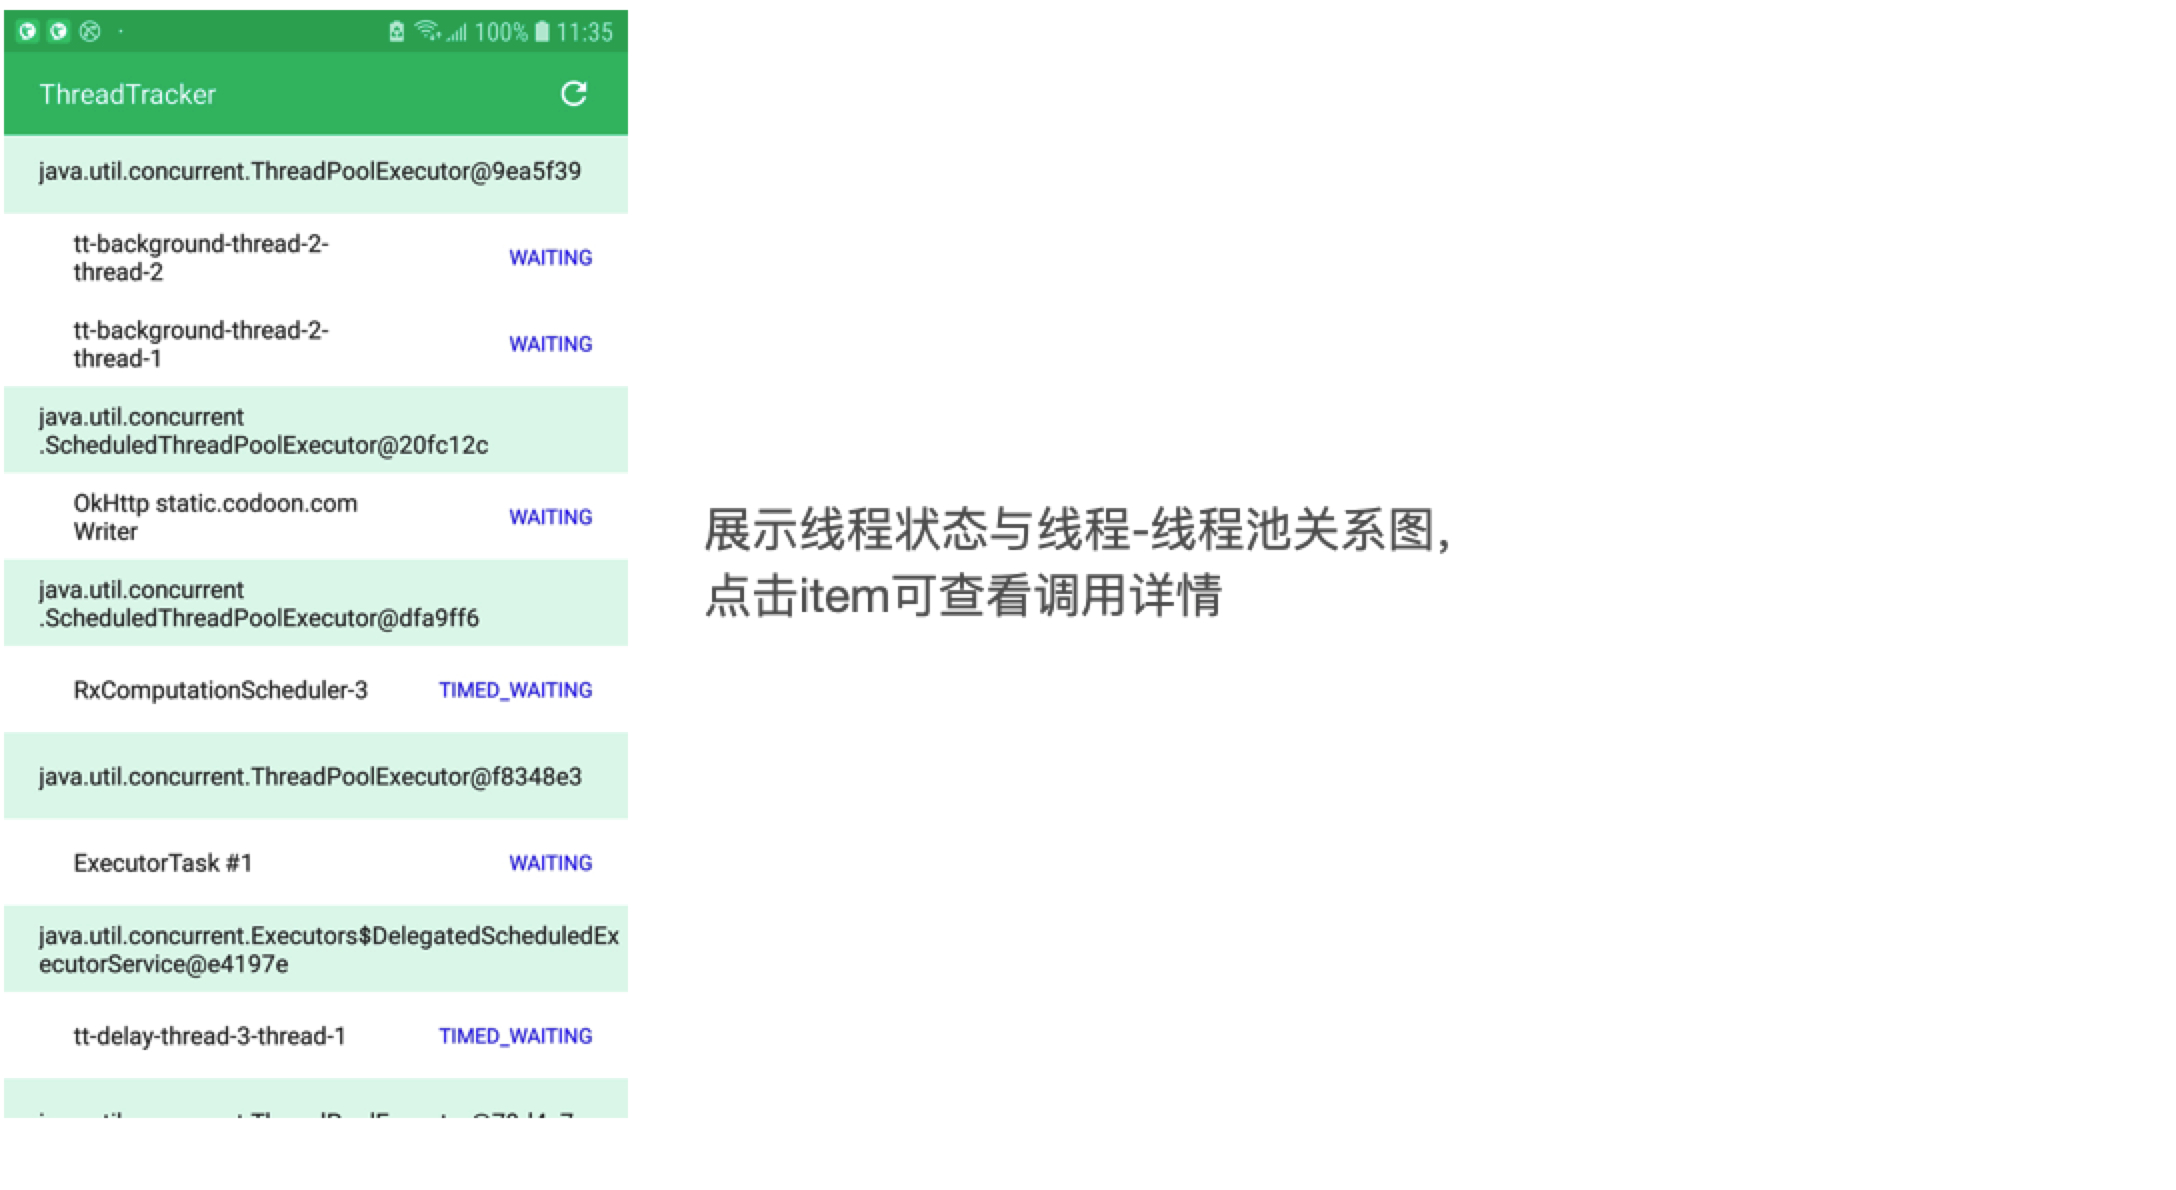 100% 11:35
ThreadTracker
java.util.concurrent.ThreadPoolExecutor@9ea5f39
tt-background-thread-2-
thread-2
WAITING
tt-background-thread-2-
thread-1
WAITING
java.util.concurrent
.ScheduledThreadPoolExecutor@20fc12c
OkHttp static.codoon.com
Writer
WAITING
java.util.concurrent
.ScheduledThreadPoolExecutor@dfa9ff6
RxComputationScheduler-3
TIMED_WAITING
java.util.concurrent.ThreadPoolExecutor@f8348e3
ExecutorTask #1
WAITING
java.util.concurrent.Executors$DelegatedScheduledEx
ecutorService@e4197e
tt-delay-thread-3-thread-1
TIMED_WAITING
展示线程状态与线程-线程池关系图，
点击item可查看调用详情